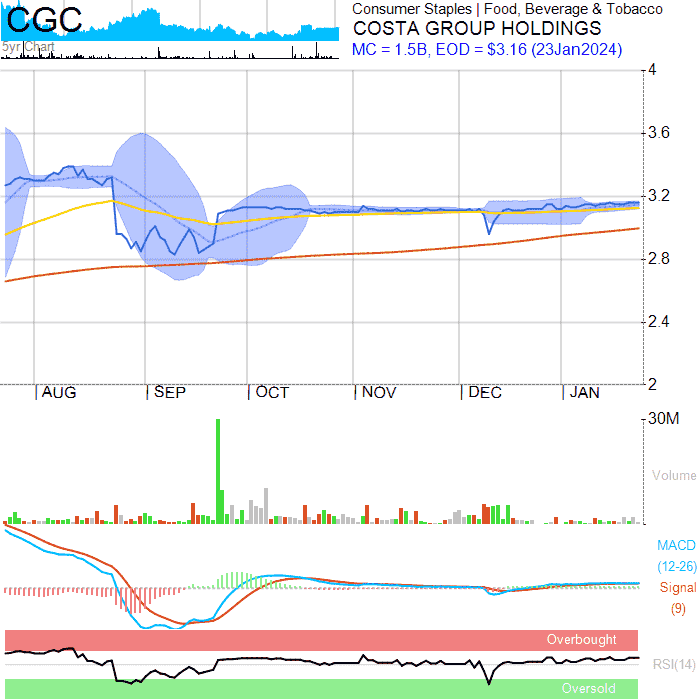 CGC
5yr Chart
Consumer Staples | Food, Beverage & Tobacco
COSTA GROUP HOLDINGS
MC = 1.5B, EOD = $3.16 (23Jan2024)
4
3.6
3.2
2.8
2.4
2
AUG SEP OCT NOV DEC JAN
30M
Volume
MACD
(12-26)
Signal
(9)
Overbought
RSI(14)
Oversold